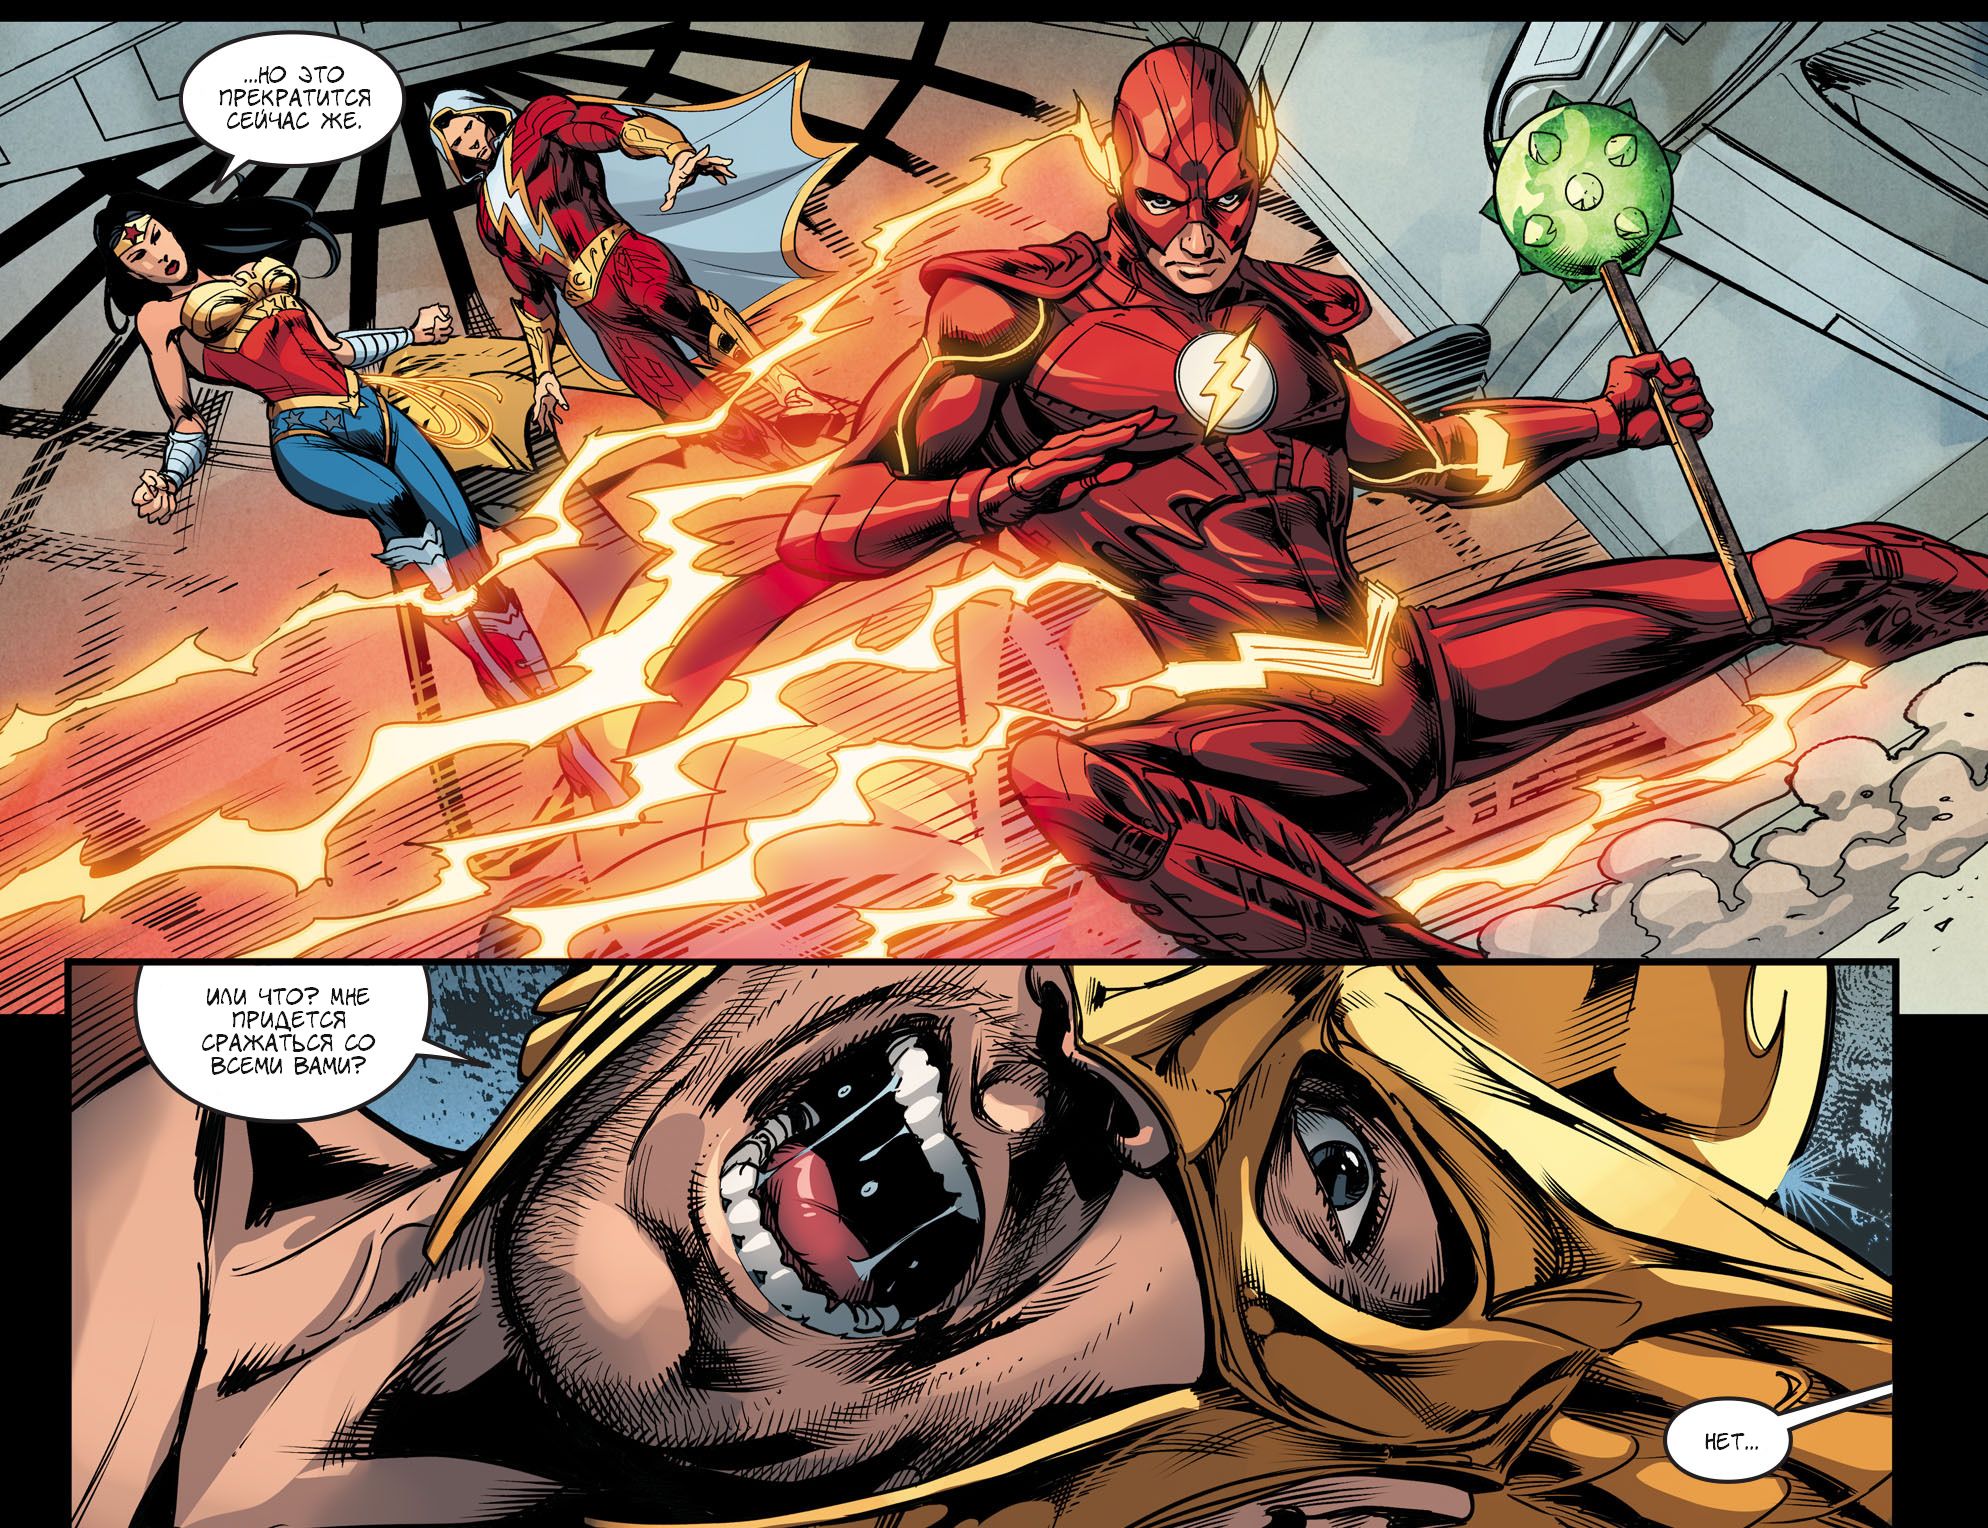 ...НО ЭТО
ПРЕКРАТИТСЯ
СЕЙЧАС ЖЕ.
ИЛИ ЧТО? МНЕ
ПРИДЕТСЯ
СРАЖАТЬСЯ СО
ВСЕМИ ВАМИ?
НЕТ...